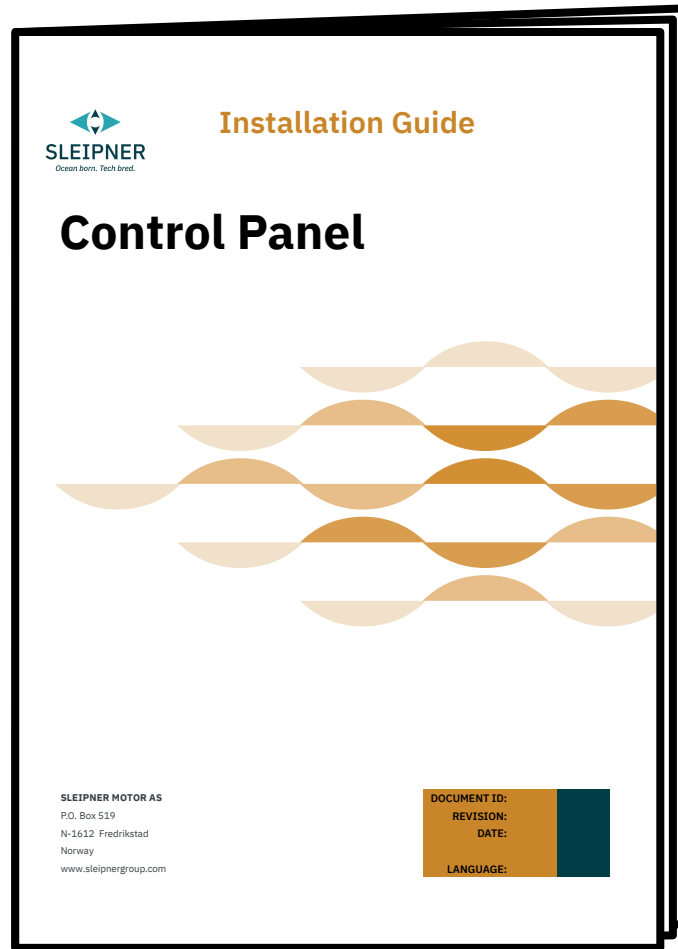 Installation Guide
SLEIPNER
Ocean born. Tech bred.
Control Panel
SLEIPNER MOTOR AS
P.O. Box 519
N-1612 Fredrikstad
Norway
www.sleipnergroup.com
DOCUMENT ID:
REVISION:
DATE:
LANGUAGE: